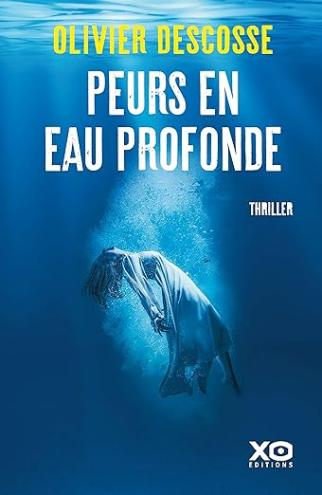 OLIVIER DESCOSSE
PEURS EN
EAU PROFONDE
THRILLER
XO
EDITIONS